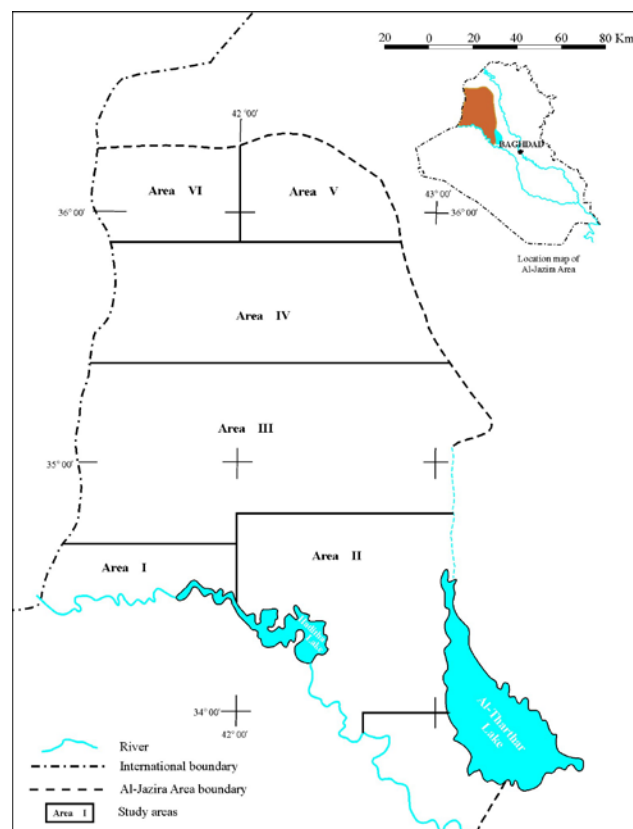 20 0 20 40 60 80 Km
42° 00'
BAGHDAD
Area VI
Area V
36° 00'
43° 00'
36° 00'
Location map of
Al-Jazira Area
Area IV
Area III
35° 00'
Area II
Area I
Haditha
Lake
34° 00'
42° 00'
Al-Tharthar
Lake
River
International boundary
Al-Jazira Area boundary
Area I
Study areas